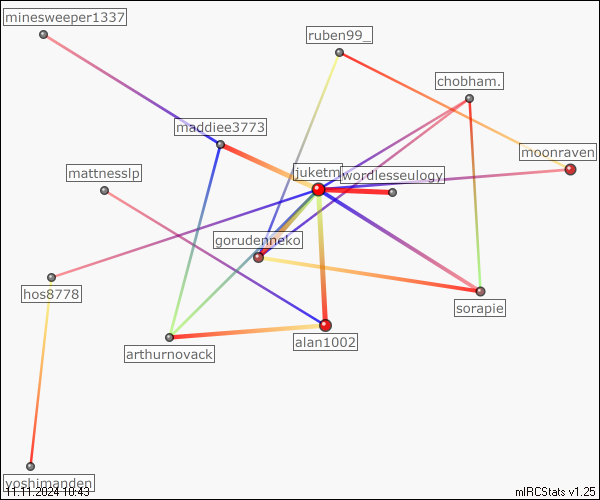 minesweeper1337
ruben99_
chobham.
maddiee3773
moonraven
mattnesslp
juketm
wordlesseulogy
gorudenneko
hos8778
sorapie
arthurnovack
alan1002
yoshimanden
11.11.2024 10:43
mIRCStats v1.25